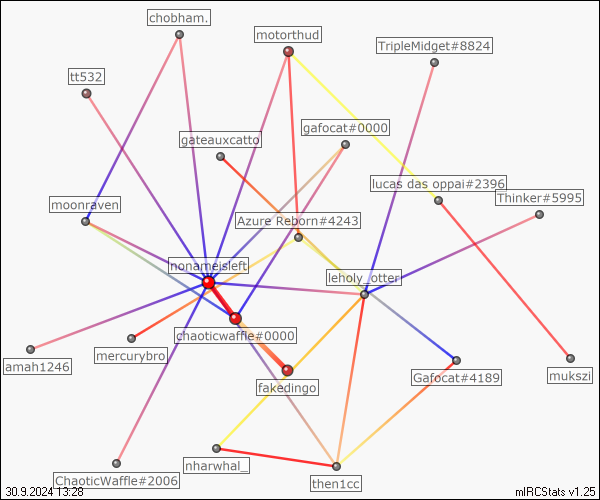 chobham.
motorthud
TripleMidget#8824
tt532
gafocat#0000
gateauxcatto
lucas das oppai#2396
Thinker#5995
moonraven
Azure Reborn#4243
nonameisleft
leholy_otter
chaoticwaffle#0000
mercurybro
amah1246
fakedingo
Gafocat#4189
mukszi
nharwhal_
ChaoticWaffle#2006
then1cc
30.9.2024 13:28
mIRCStats v1.25